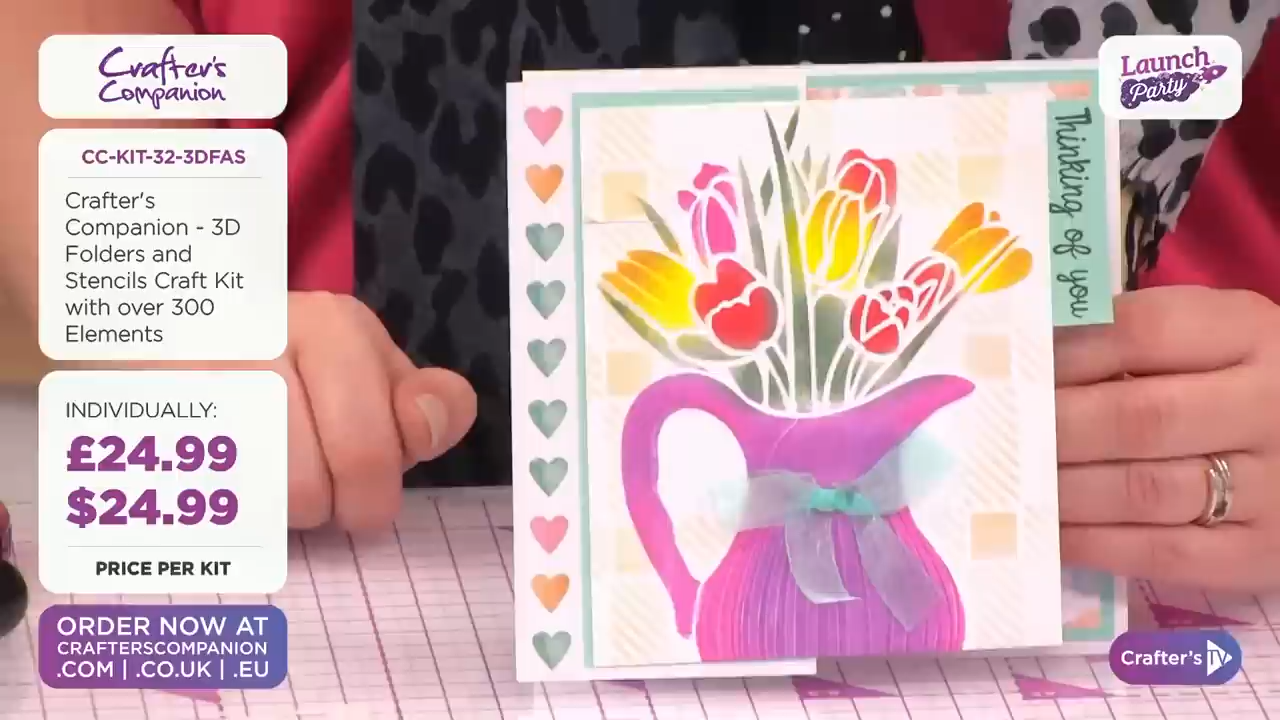 Crafter's
Companion
CC-KIT-32-3DFAS
Crafter's
Companion - 3D
Folders and
Stencils Craft Kit
with over 300
Elements
INDIVIDUALLY:
£24.99
$24.99
PRICE PER KIT
ORDER NOW AT
CRAFTERSCOMPANION
.COM | .CO.UK | .EU
Thinking of you
Launch
Party
Crafter's TV